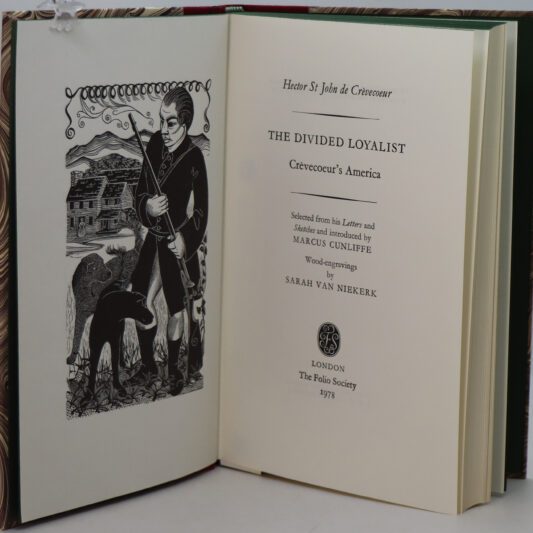 Hector St John de Crèvecoeur
THE DIVIDED LOYALIST
Crèvecoeur's America
Selected from his Letters and
Sketches and introduced by
MARCUS CUNLIFFE
Wood-engravings
by
SARAH VAN NIEKERK
FS
LONDON
The Folio Society
1978